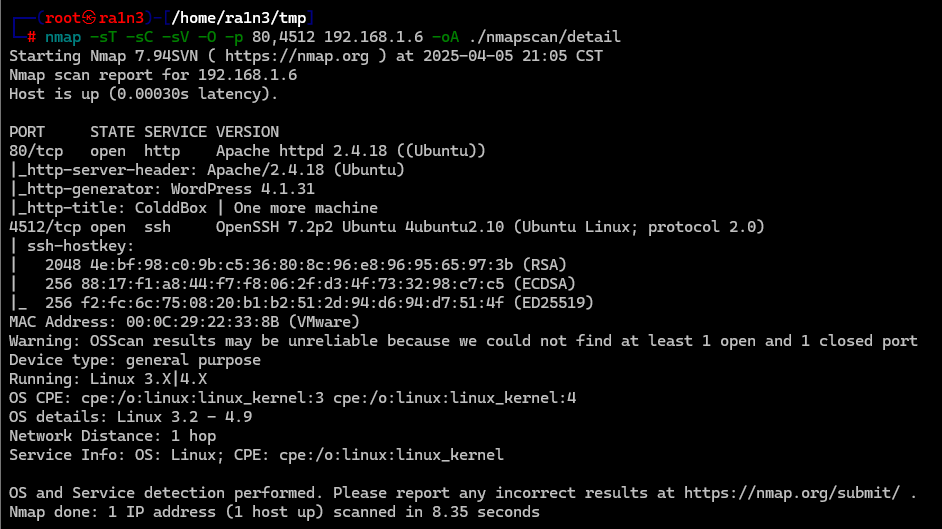 ┌──(root㉿ra1n3)-[/home/ra1n3/tmp]
└─# nmap -sT -sC -sV -O -p 80,4512 192.168.1.6 -oA ./nmapscan/detail
Starting Nmap 7.94SVN ( https://nmap.org ) at 2025-04-05 21:05 CST
Nmap scan report for 192.168.1.6
Host is up (0.00030s latency).

PORT     STATE SERVICE VERSION
80/tcp   open  http    Apache httpd 2.4.18 ((Ubuntu))
|_http-server-header: Apache/2.4.18 (Ubuntu)
|_http-generator: WordPress 4.1.31
|_http-title: ColddBox | One more machine
4512/tcp open  ssh     OpenSSH 7.2p2 Ubuntu 4ubuntu2.10 (Ubuntu Linux; protocol 2.0)
| ssh-hostkey:
|   2048 4e:bf:98:c0:9b:c5:36:80:8c:96:e8:96:95:65:97:3b (RSA)
|   256 88:17:f1:a8:44:f7:f8:06:2f:d3:4f:73:32:98:c7:c5 (ECDSA)
|_  256 f2:fc:6c:75:08:20:b1:b2:51:2d:94:d6:94:d7:51:4f (ED25519)
MAC Address: 00:0C:29:22:33:8B (VMware)
Warning: OSScan results may be unreliable because we could not find at least 1 open and 1 closed port
Device type: general purpose
Running: Linux 3.X|4.X
OS CPE: cpe:/o:linux:linux_kernel:3 cpe:/o:linux:linux_kernel:4
OS details: Linux 3.2 - 4.9
Network Distance: 1 hop
Service Info: OS: Linux; CPE: cpe:/o:linux:linux_kernel

OS and Service detection performed. Please report any incorrect results at https://nmap.org/submit/ .
Nmap done: 1 IP address (1 host up) scanned in 8.35 seconds